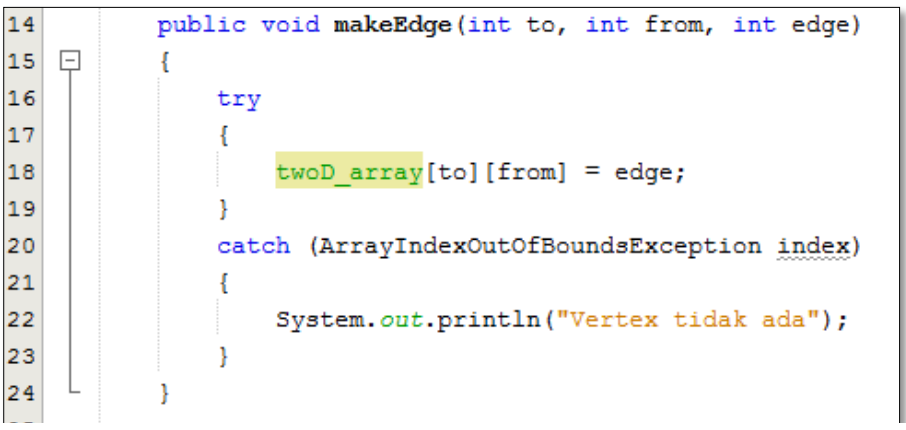 14 public void makeEdge(int to, int from, int edge)
15 {
16 try
17 {
18 twoD_array[to][from] = edge;
19 }
20 catch (ArrayIndexOutOfBoundsException index)
21 {
22 System.out.println("Vertex tidak ada");
23 }
24 }